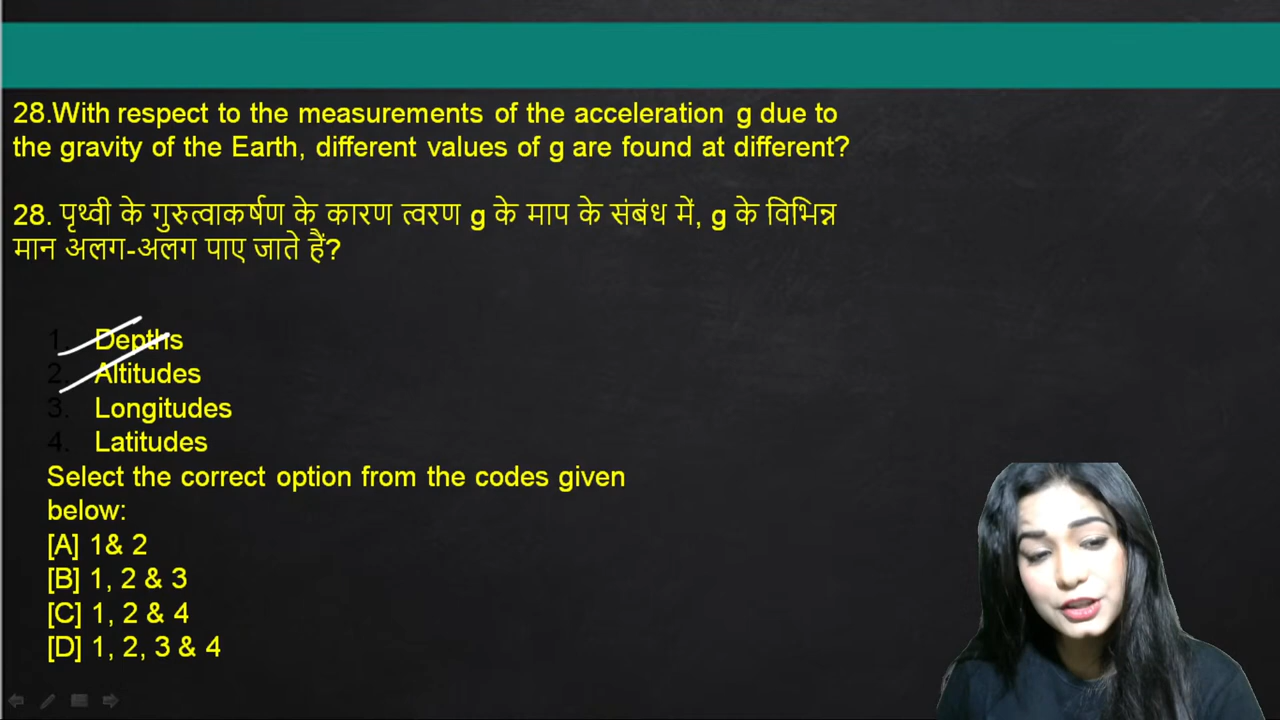 28.With respect to the measurements of the acceleration g due to
the gravity of the Earth, different values of g are found at different?
28. पृथ्वी के गुरुत्वाकर्षण के कारण त्वरण g के माप के संबंध में, g के विभिन्न
मान अलग-अलग पाए जाते हैं?
1. Depths
2. Altitudes
3. Longitudes
4. Latitudes
Select the correct option from the codes given
below:
[A] 1& 2
[B] 1, 2 & 3
[C] 1, 2 & 4
[D] 1, 2, 3 & 4